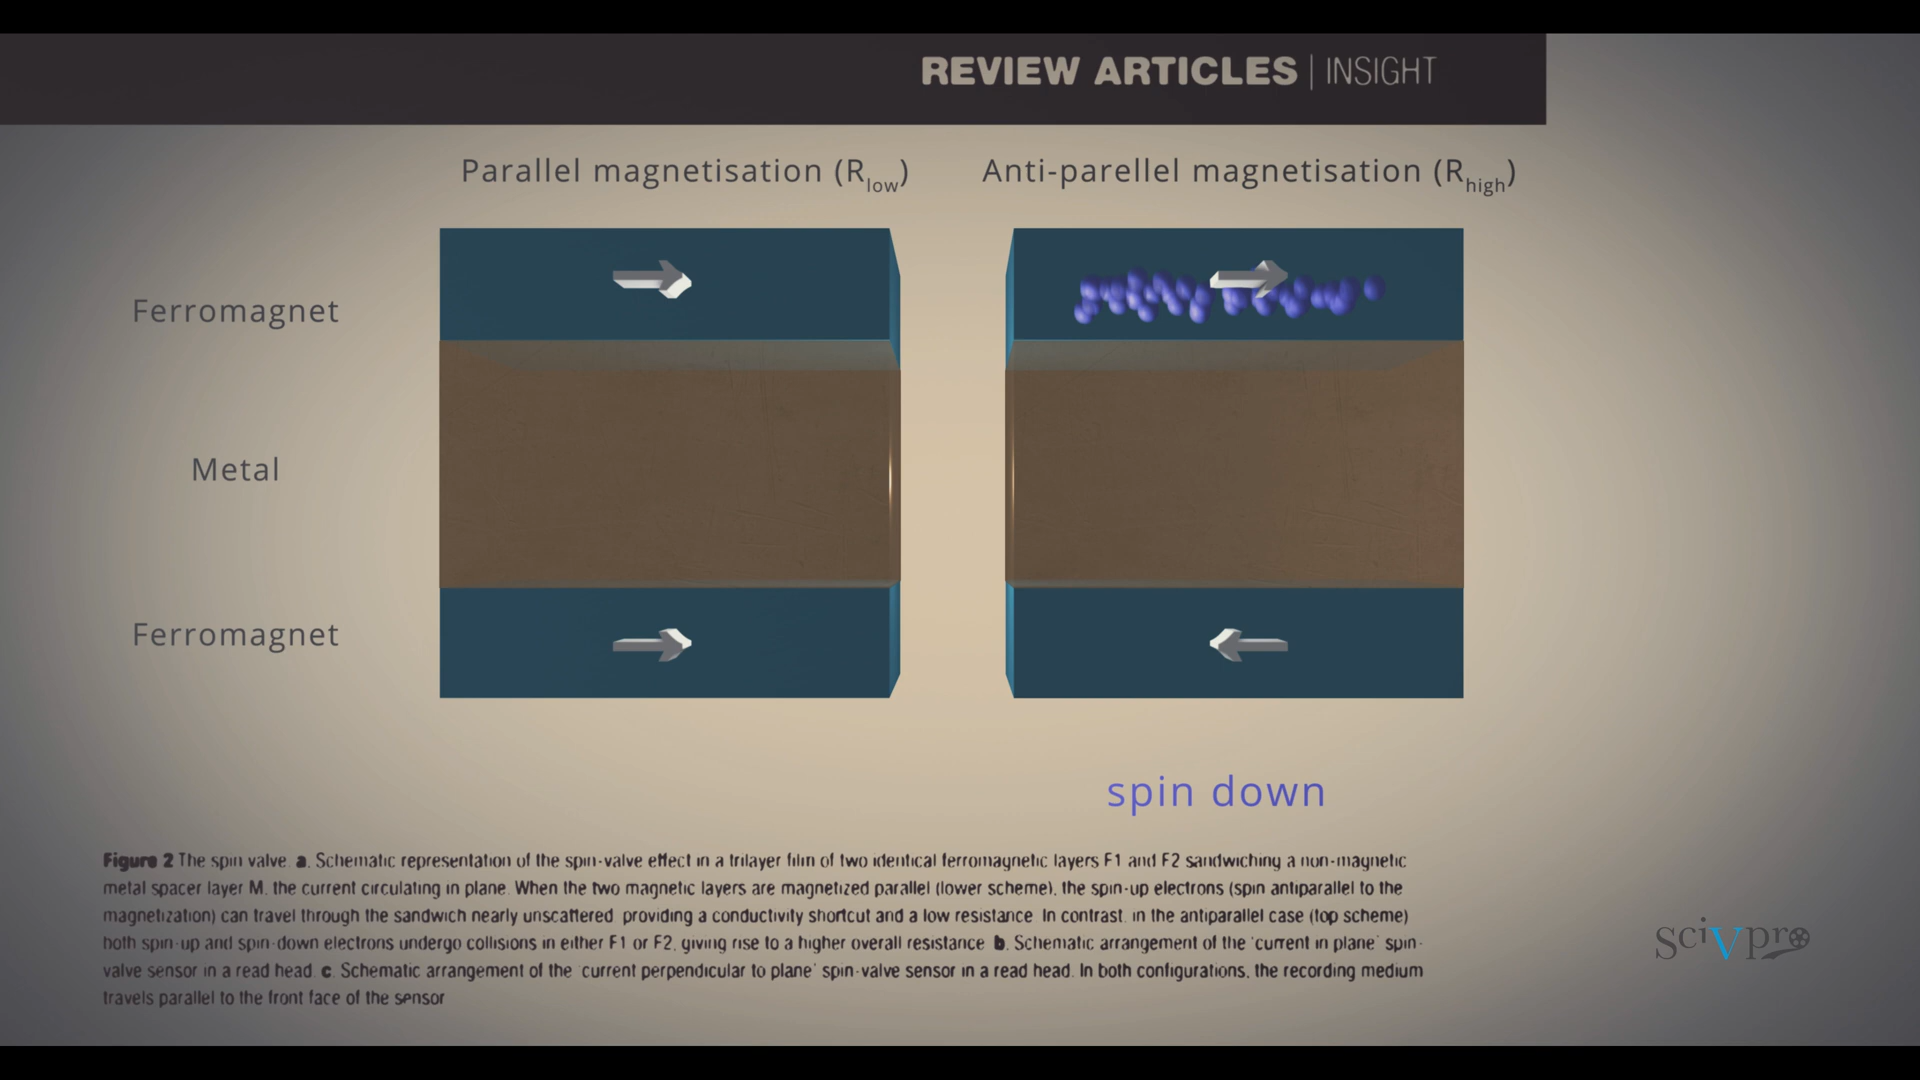 REVIEW ARTICLES | INSIGHT
Parallel magnetisation (Rlow)
Anti-parellel magnetisation (Rhigh)
Ferromagnet
Metal
Ferromagnet
spin down
Figure 2 The spin valve. a. Schematic representation of the spin-valve effect in a trilayer film of two identical ferromagnetic layers F1 and F2 sandwiching a non-magnetic
metal spacer layer M. the current circulating in plane. When the two magnetic layers are magnetized parallel (lower scheme), the spin-up electrons (spin antiparallel to the
magnetization) can travel through the sandwich nearly unscattered providing a conductivity shortcut and a low resistance In contrast. in the antiparallel case (top scheme)
both spin-up and spin-down electrons undergo collisions in either F1 or F2, giving rise to a higher overall resistance b. Schematic arrangement of the 'current in plane' spin-
valve sensor in a read head. c. Schematic arrangement of the 'current perpendicular to plane' spin-valve sensor in a read head. In both configurations, the recording medium
travels parallel to the front face of the sensor
sciVpro